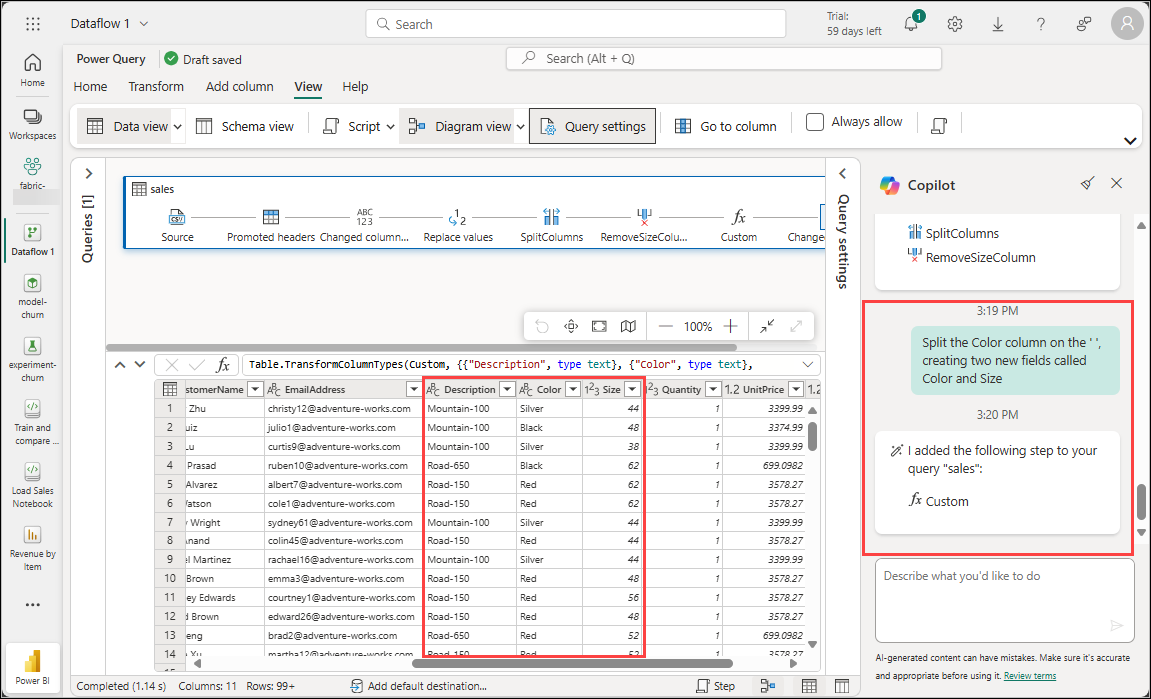 Dataflow 1
Search
Trial:
59 days left
1
Home
Workspaces
fabric-
Dataflow 1
model-
churn
experiment-
churn
Train and
compare ...
Load Sales
Notebook
Revenue by
Item
Power BI
Power Query
Draft saved
Search (Alt + Q)
Home Transform Add column View Help
Data view Schema view Script Diagram view Query settings Go to column Always allow
Queries [1]
sales
Source Promoted headers Changed column... Replace values SplitColumns RemoveSizeColu... Custom Changed
Query settings
100%
fx Table.TransformColumnTypes(Custom, {{"Description", type text}, {"Color", type text},
stomerName EmailAddress Description Color Size Quantity 1.2 UnitPrice 1.2
1 Zhu christy12@adventure-works.com Mountain-100 Silver 44 1 3399.99
2 uiz julio1@adventure-works.com Mountain-100 Black 48 1 3374.99
3 Lu curtis9@adventure-works.com Mountain-100 Silver 38 1 3399.99
4 Prasad ruben10@adventure-works.com Road-650 Black 62 1 699.0982
5 Alvarez albert7@adventure-works.com Road-150 Red 62 1 3578.27
6 Watson cole1@adventure-works.com Road-150 Red 62 1 3578.27
7 y Wright sydney61@adventure-works.com Mountain-100 Silver 44 1 3399.99
8 Anand colin45@adventure-works.com Road-150 Red 44 1 3578.27
9 el Martinez rachael16@adventure-works.com Mountain-100 Silver 44 1 3399.99
10 Brown emma3@adventure-works.com Road-150 Red 48 1 3578.27
11 ey Edwards courtney1@adventure-works.com Road-150 Red 56 1 3578.27
12 d Brown edward26@adventure-works.com Road-150 Red 48 1 3578.27
13 eng brad2@adventure-works.com Road-650 Red 52 1 699.0982
14 Xu martha12@adventure-works.com Road-150 Red 52 1 3578.27
Completed (1.14 s) Columns: 11 Rows: 99+ Add default destination... Step
Copilot
SplitColumns
RemoveSizeColumn
3:19 PM
Split the Color column on the ' ',
creating two new fields called
Color and Size
3:20 PM
I added the following step to your
query "sales":
fx Custom
Describe what you'd like to do
AI-generated content can have mistakes. Make sure it's accurate
and appropriate before using it. Review terms